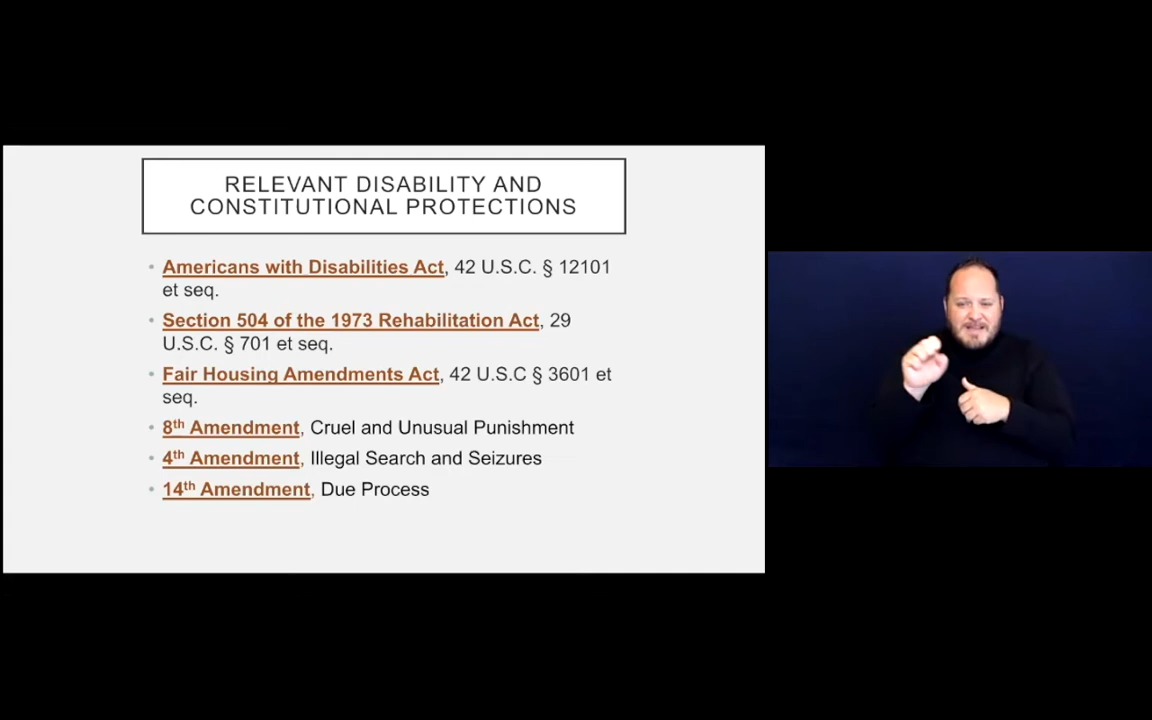 RELEVANT DISABILITY AND
CONSTITUTIONAL PROTECTIONS
• Americans with Disabilities Act, 42 U.S.C. § 12101
et seq.
• Section 504 of the 1973 Rehabilitation Act, 29
U.S.C. § 701 et seq.
• Fair Housing Amendments Act, 42 U.S.C § 3601 et
seq.
• 8th Amendment, Cruel and Unusual Punishment
• 4th Amendment, Illegal Search and Seizures
• 14th Amendment, Due Process